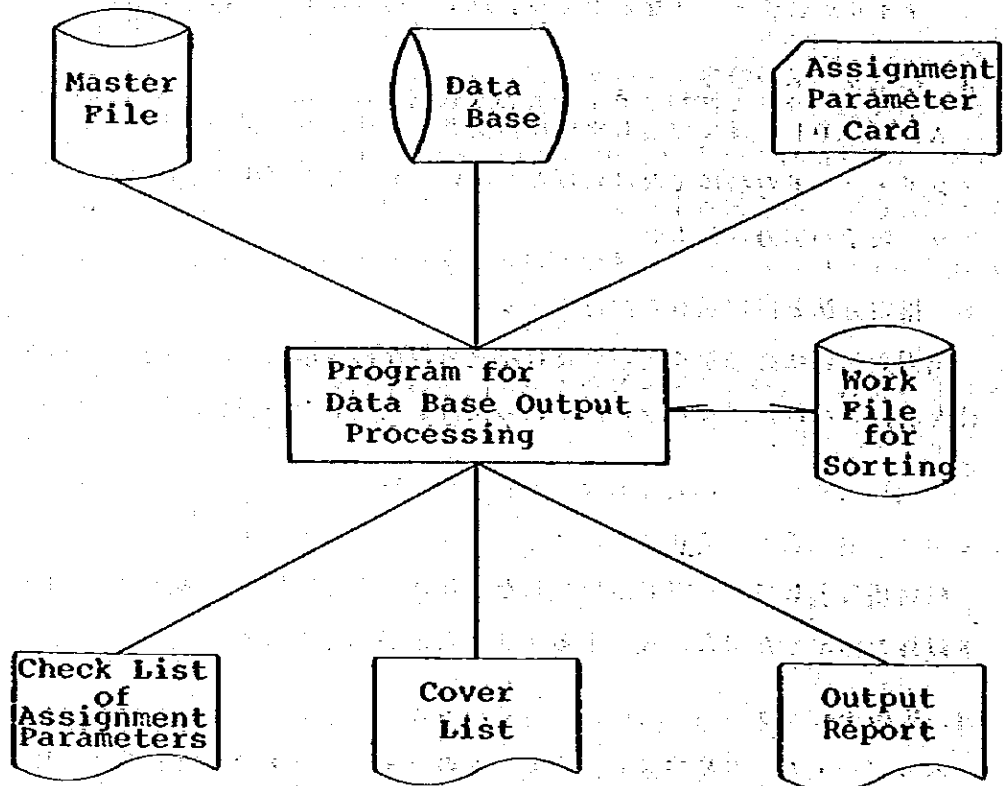 Master
File
Data
Base
Assignment
Parameter
Card
Program for
Data Base Output
Processing
Work
File
for
Sorting
Check List
of
Assignment
Parameters
Cover
List
Output
Report